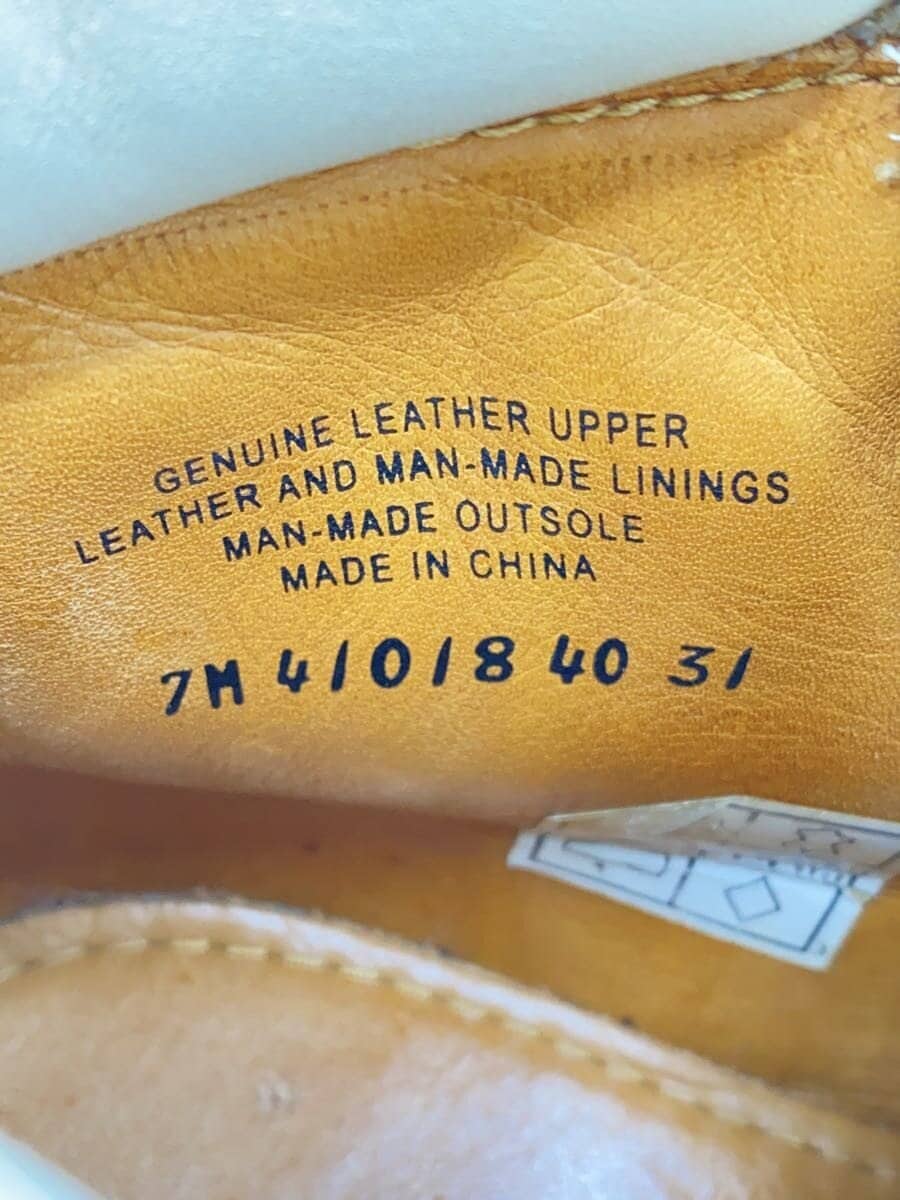 GENUINE LEATHER UPPER
LEATHER AND MAN-MADE LININGS
MAN-MADE OUTSOLE
MADE IN CHINA
7M 41018 40 31